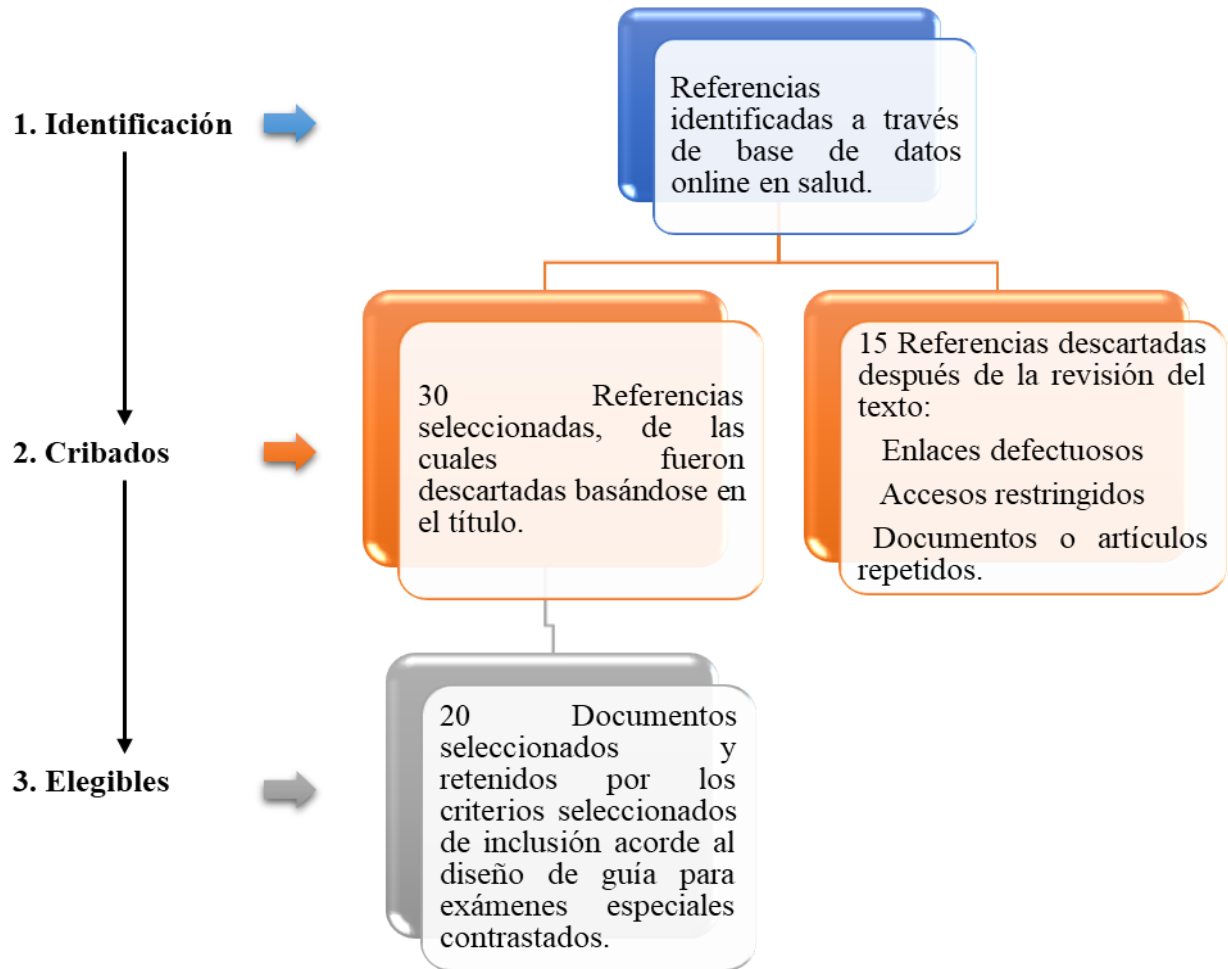 1. Identificación
Referencias
identificadas a través
de base de datos
online en salud.
2. Cribados
30 Referencias
seleccionadas, de las
cuales fueron
descartadas basándose en
el título.
15 Referencias descartadas
después de la revisión del
texto:
Enlaces defectuosos
Accesos restringidos
Documentos o artículos
repetidos.
3. Elegibles
20 Documentos
seleccionados y
retenidos por los
criterios seleccionados
de inclusión acorde al
diseño de guía para
exámenes especiales
contrastados.